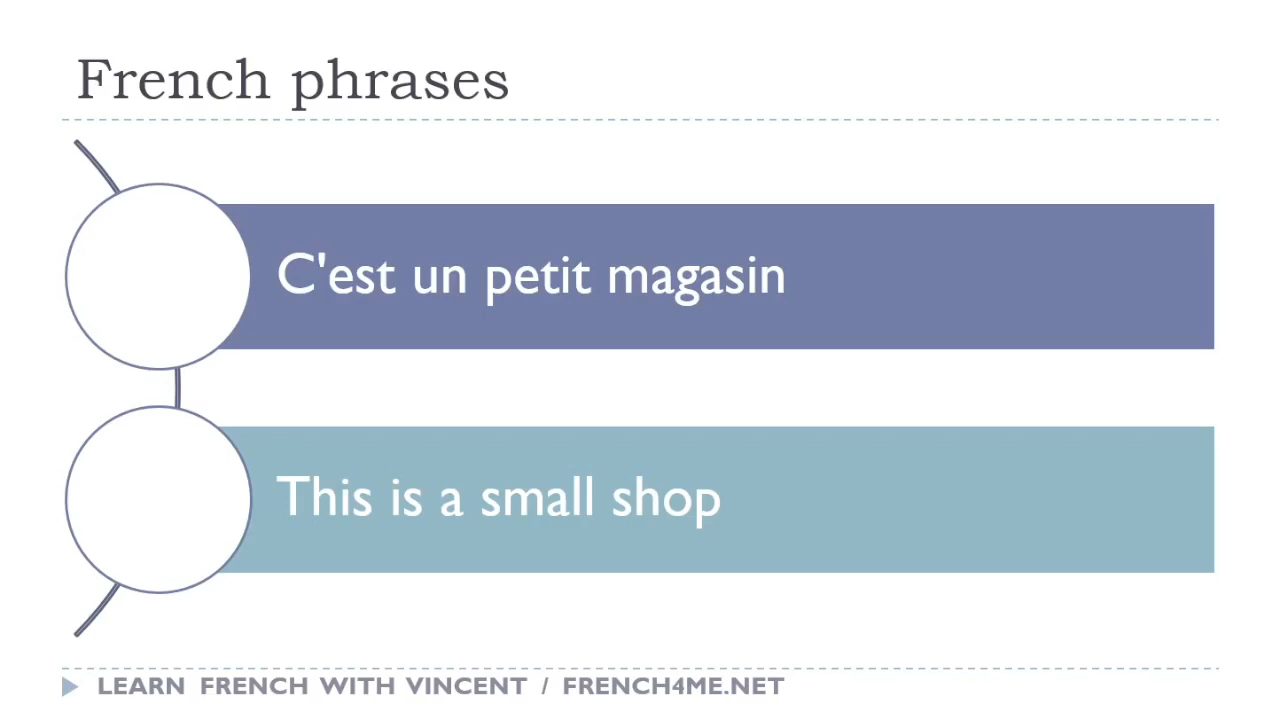 French phrases
C'est un petit magasin
This is a small shop
LEARN FRENCH WITH VINCENT / FRENCH4ME.NET